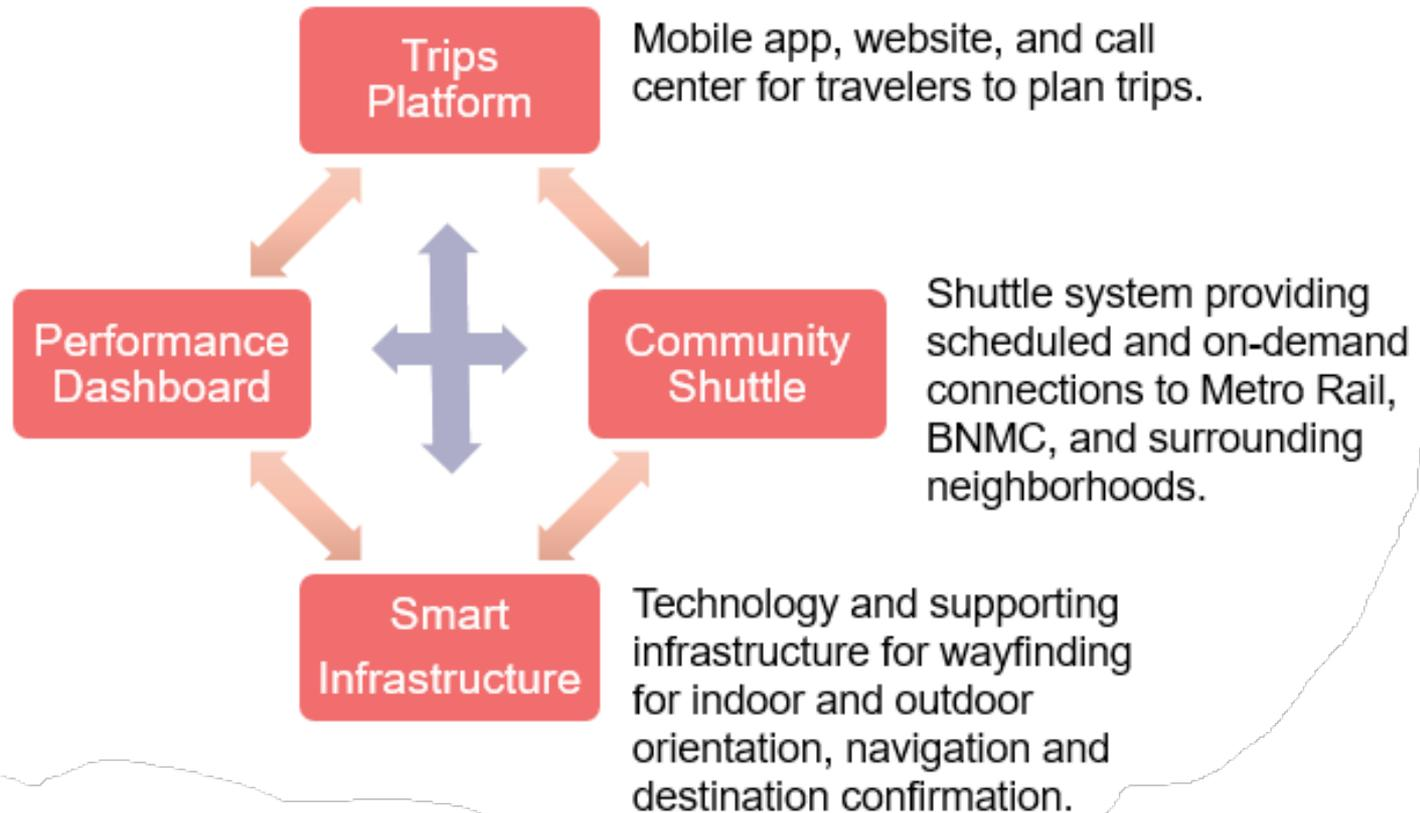 Trips
Platform
Mobile app, website, and call
center for travelers to plan trips.
Performance
Dashboard
Community
Shuttle
Shuttle system providing
scheduled and on-demand
connections to Metro Rail,
BNMC, and surrounding
neighborhoods.
Smart
Infrastructure
Technology and supporting
infrastructure for wayfinding
for indoor and outdoor
orientation, navigation and
destination confirmation.